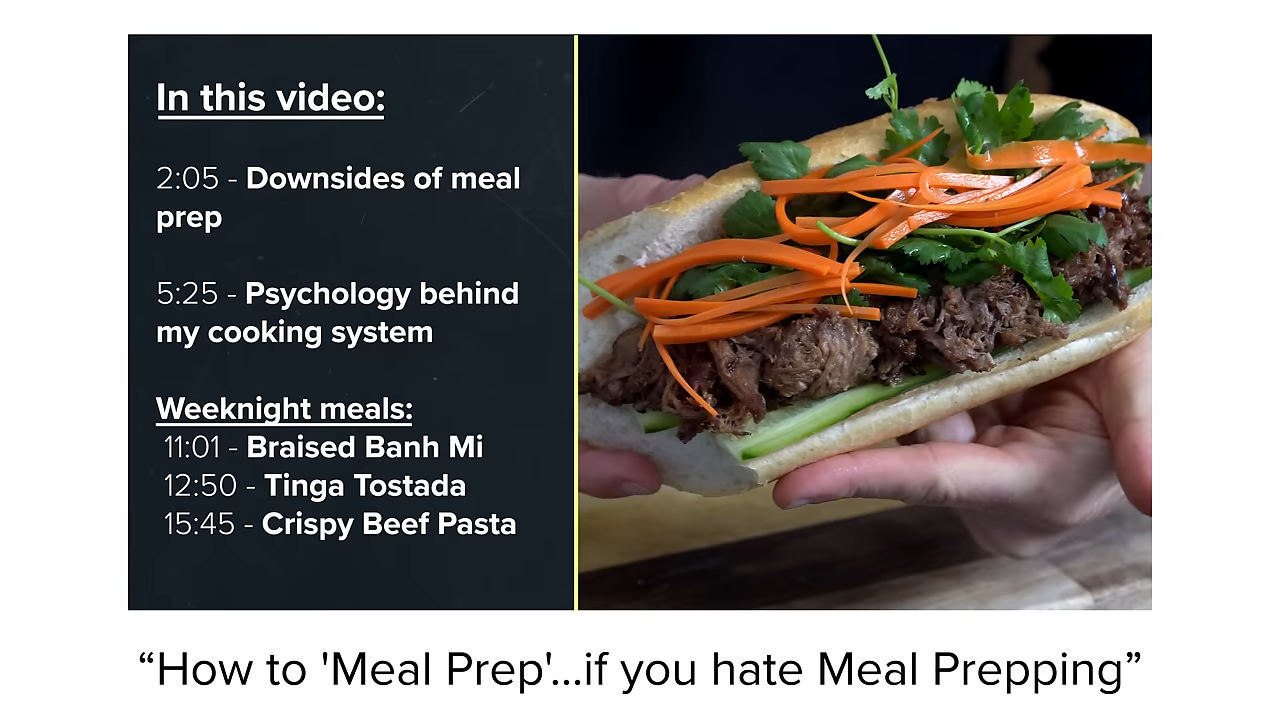 In this video:
2:05 - Downsides of meal
prep
5:25 - Psychology behind
my cooking system
Weeknight meals:
11:01 - Braised Banh Mi
12:50 - Tinga Tostada
15:45 - Crispy Beef Pasta
“How to 'Meal Prep'...if you hate Meal Prepping”